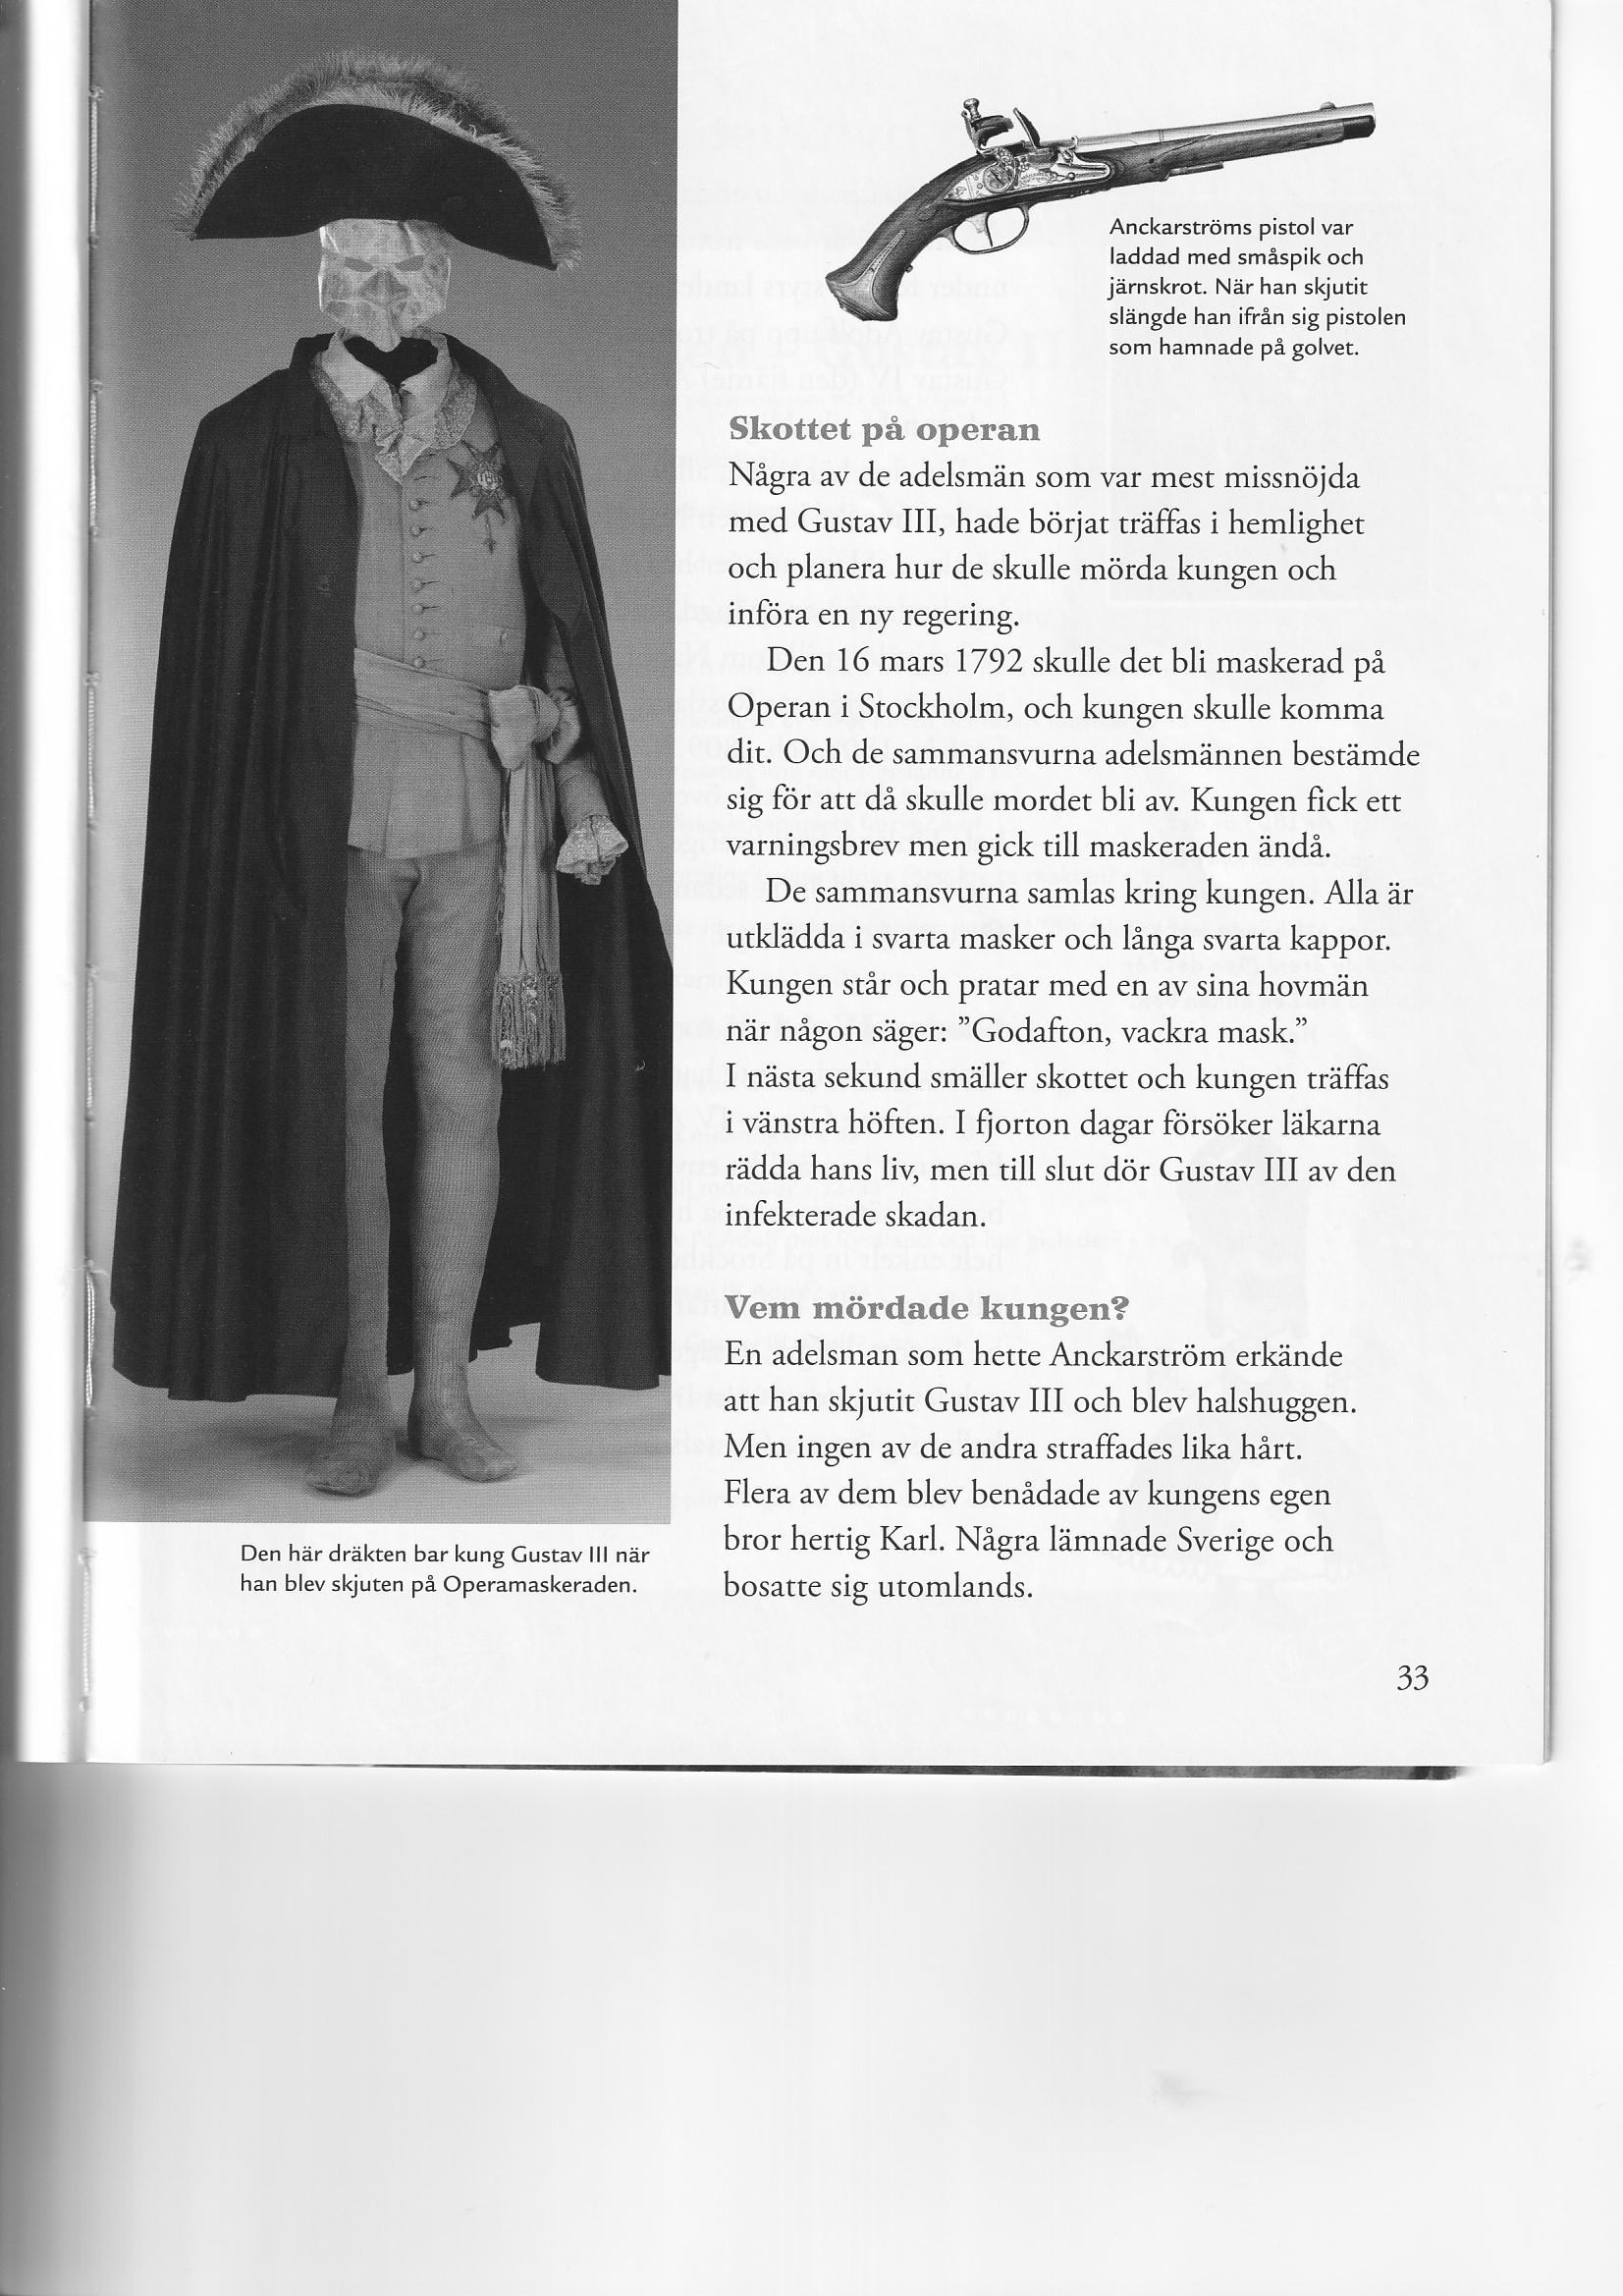 Anckarströms pistol var
laddad med småspik och
järnskrot. När han skjutit
slängde han ifrån sig pistolen
som hamnade på golvet.
Skottet på operan
Några av de adelsmän som var mest missnöjda
med Gustav III, hade börjat träffas i hemlighet
och planera hur de skulle mörda kungen och
införa en ny regering.
Den 16 mars 1792 skulle det bli maskerad på
Operan i Stockholm, och kungen skulle komma
dit. Och de sammansvurna adelsmännen bestämde
sig för att då skulle mordet bli av. Kungen fick ett
varningsbrev men gick till maskeraden ändå.
De sammansvurna samlas kring kungen. Alla är
utklädda i svarta masker och långa svarta kappor.
Kungen står och pratar med en av sina hovmän
när någon säger: ”Godafton, vackra mask.”
I nästa sekund smäller skottet och kungen träffas
i vänstra höften. I fjorton dagar försöker läkarna
rädda hans liv, men till slut dör Gustav III av den
infekterade skadan.
Vem mördade kungen?
En adelsman som hette Anckarström erkände
att han skjutit Gustav III och blev halshuggen.
Men ingen av de andra straffades lika hårt.
Flera av dem blev benådade av kungens egen
bror hertig Karl. Några lämnade Sverige och
bosatte sig utomlands.
Den här dräkten bar kung Gustav III när
han blev skjuten på Operamaskeraden.
33